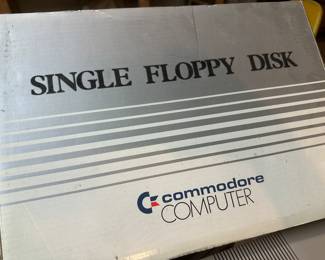 SINGLE FLOPPY DISK
commodore
COMPUTER